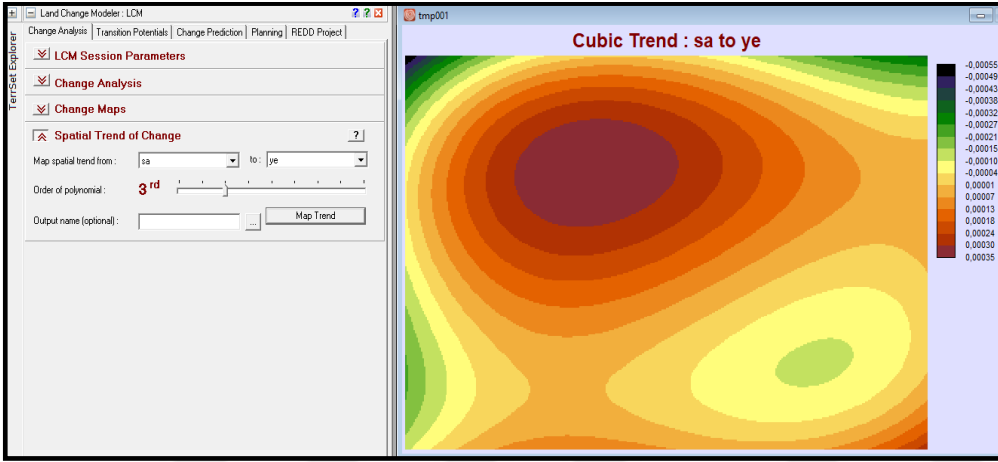 Land Change Modeler : LCM
? ?
TerrSet Explorer
Change Analysis Transition Potentials Change Prediction Planning REDD Project
LCM Session Parameters
Change Analysis
Change Maps
Spatial Trend of Change ?
Map spatial trend from : sa to : ye
Order of polynomial : 3 rd
Output name (optional) : ... Map Trend
tmp001
Cubic Trend : sa to ye
-0,00055
-0,00049
-0,00043
-0,00038
-0,00032
-0,00027
-0,00021
-0,00015
-0,00010
-0,00004
0,00001
0,00007
0,00013
0,00018
0,00024
0,00030
0,00035